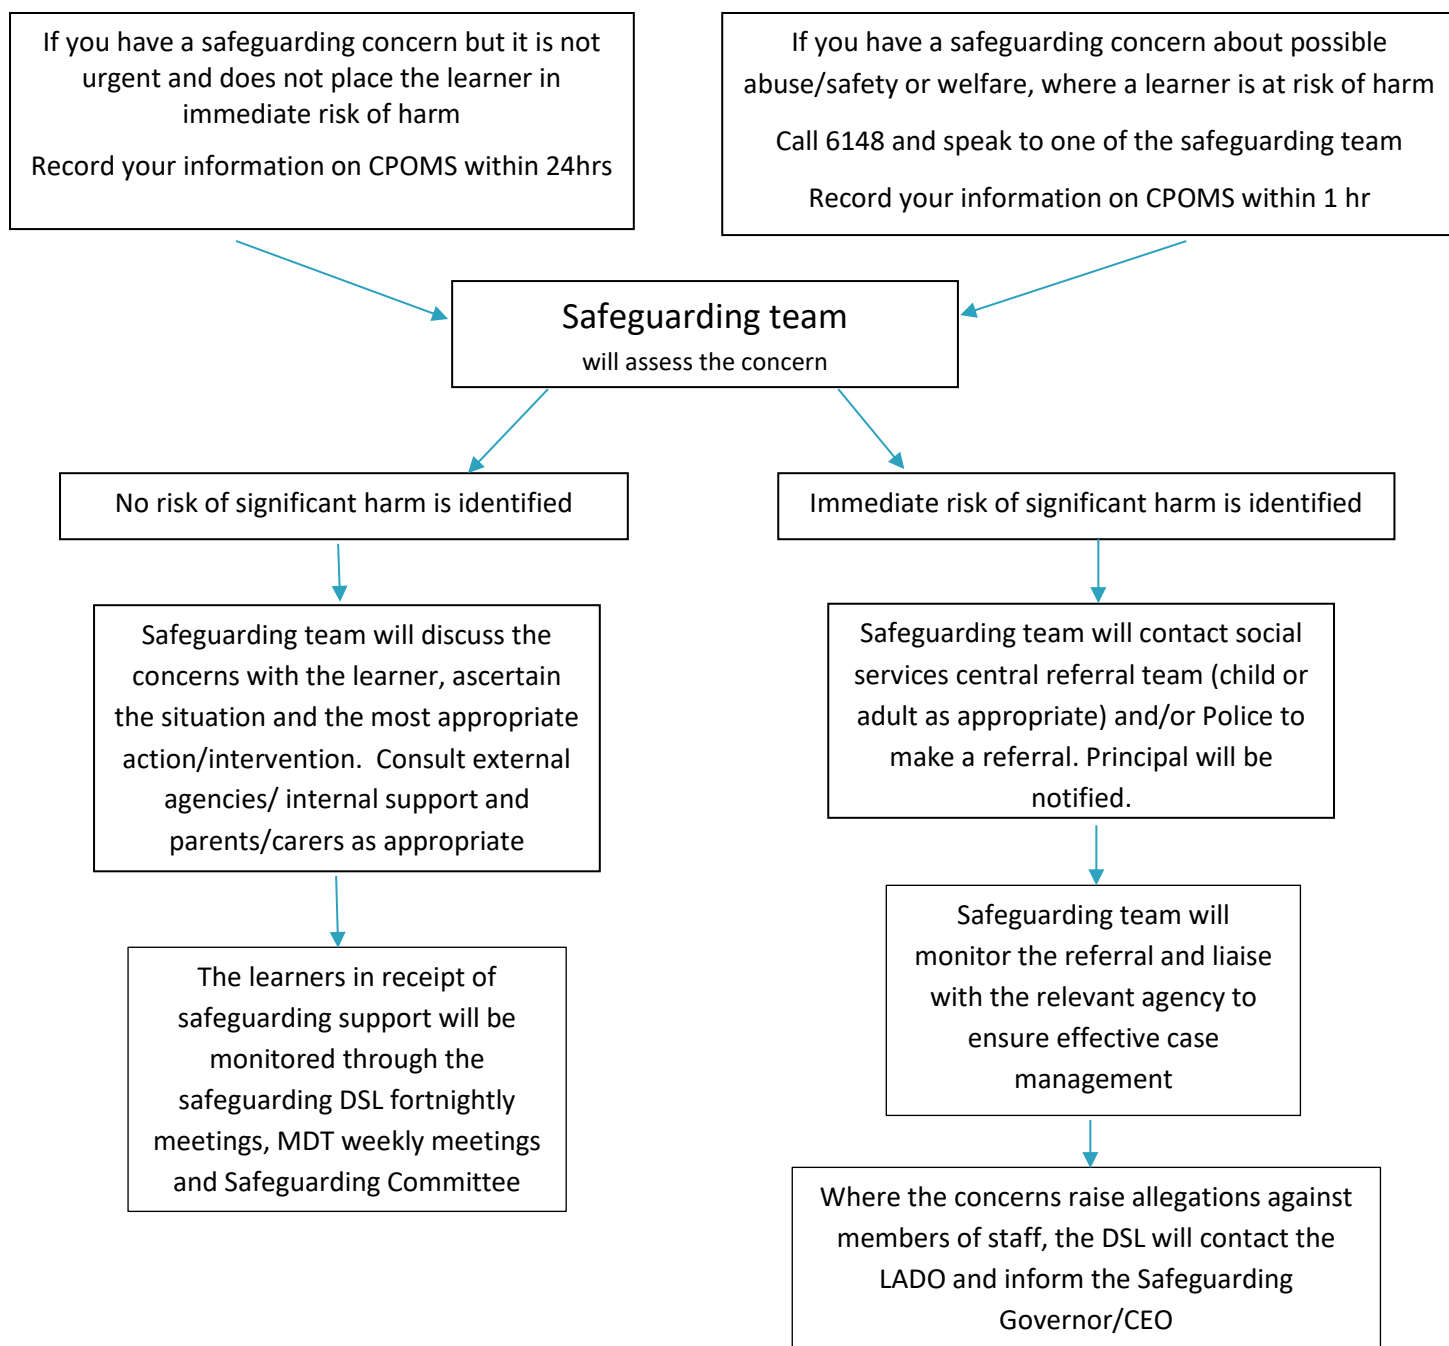 If you have a safeguarding concern but it is not
urgent and does not place the learner in
immediate risk of harm
Record your information on CPOMS within 24hrs
If you have a safeguarding concern about possible
abuse/safety or welfare, where a learner is at risk of harm
Call 6148 and speak to one of the safeguarding team
Record your information on CPOMS within 1 hr
Safeguarding team
will assess the concern
No risk of significant harm is identified
Immediate risk of significant harm is identified
Safeguarding team will discuss the
concerns with the learner, ascertain
the situation and the most appropriate
action/intervention.  Consult external
agencies/ internal support and
parents/carers as appropriate
Safeguarding team will contact social
services central referral team (child or
adult as appropriate) and/or Police to
make a referral. Principal will be
notified.
The learners in receipt of
safeguarding support will be
monitored through the
safeguarding DSL fortnightly
meetings, MDT weekly meetings
and Safeguarding Committee
Safeguarding team will
monitor the referral and liaise
with the relevant agency to
ensure effective case
management
Where the concerns raise allegations against
members of staff, the DSL will contact the
LADO and inform the Safeguarding
Governor/CEO